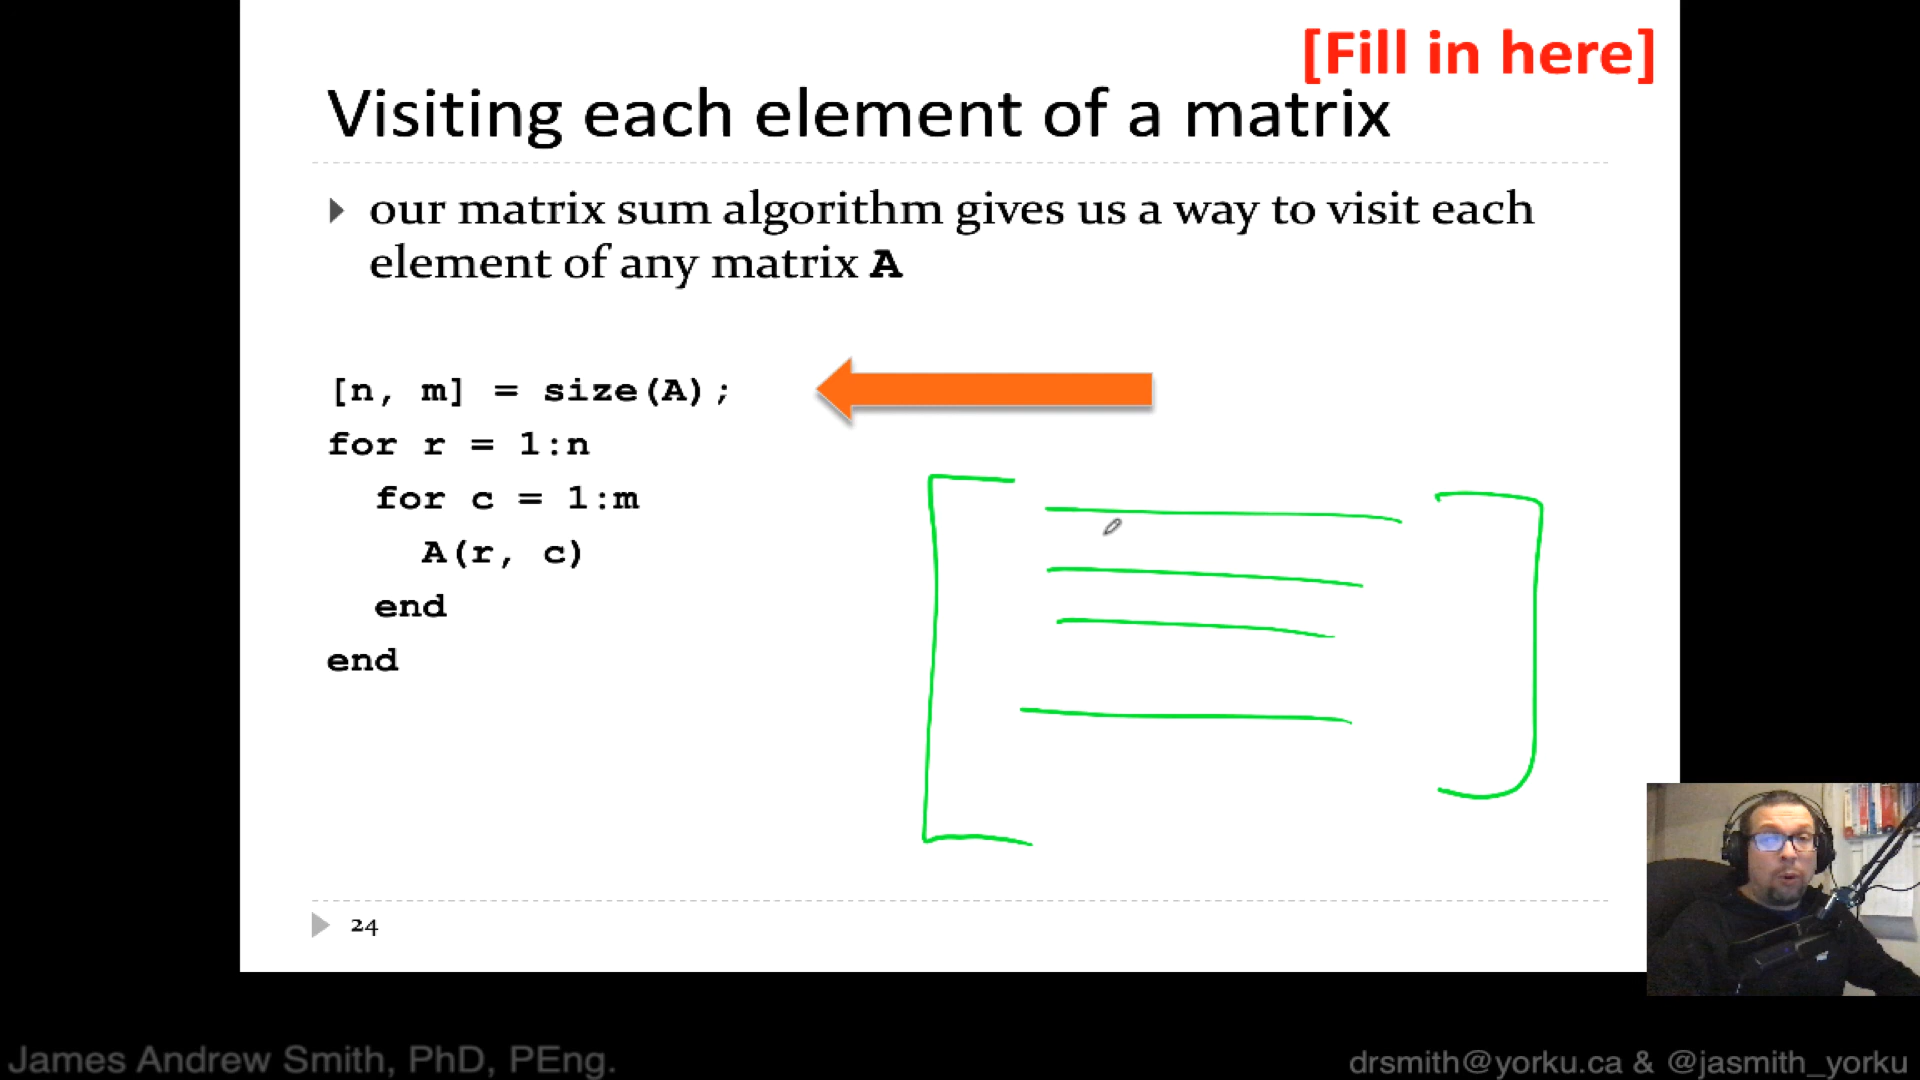 [Fill in here]
Visiting each element of a matrix
our matrix sum algorithm gives us a way to visit each
element of any matrix A
[n, m] = size(A);
for r = 1:n
for c = 1:m
A(r, c)
end
end
24
James Andrew Smith, PhD, PEng.
drsmith@yorku.ca & @jasmith_yorku